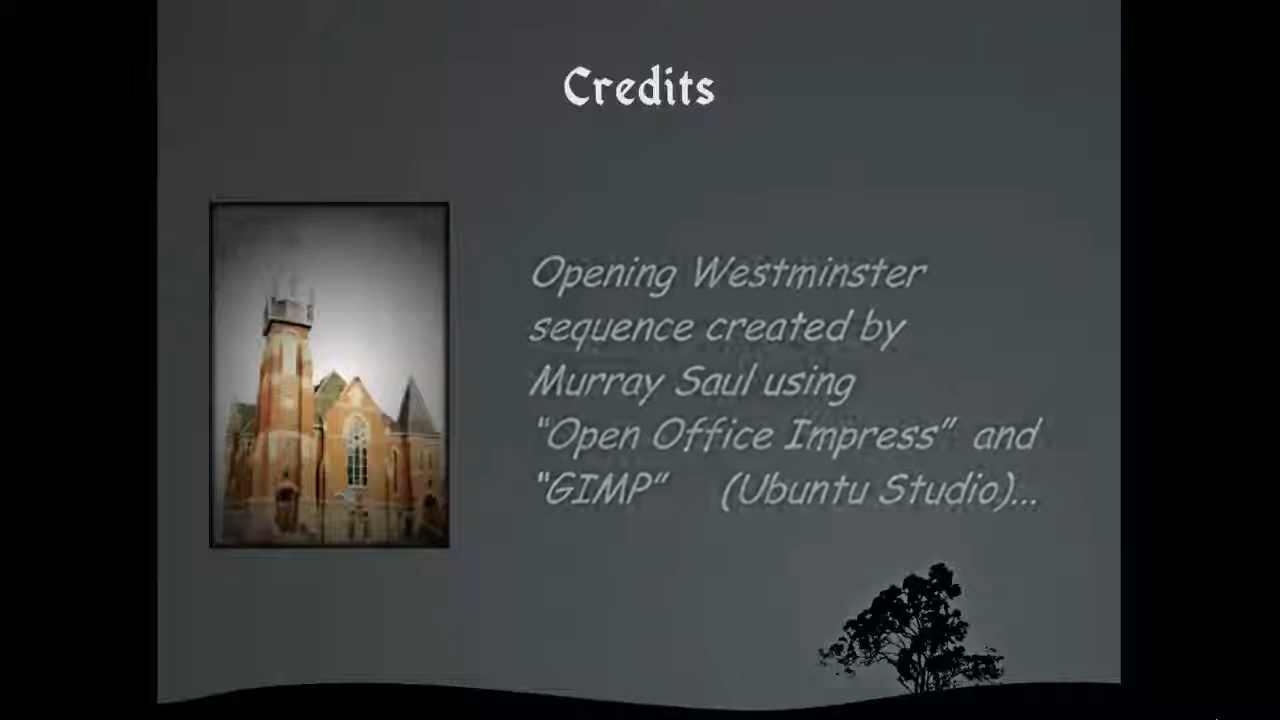 Credits
Opening Westminster
sequence created by
Murray Saul using
“Open Office Impress” and
“GIMP” (Ubuntu Studio)...